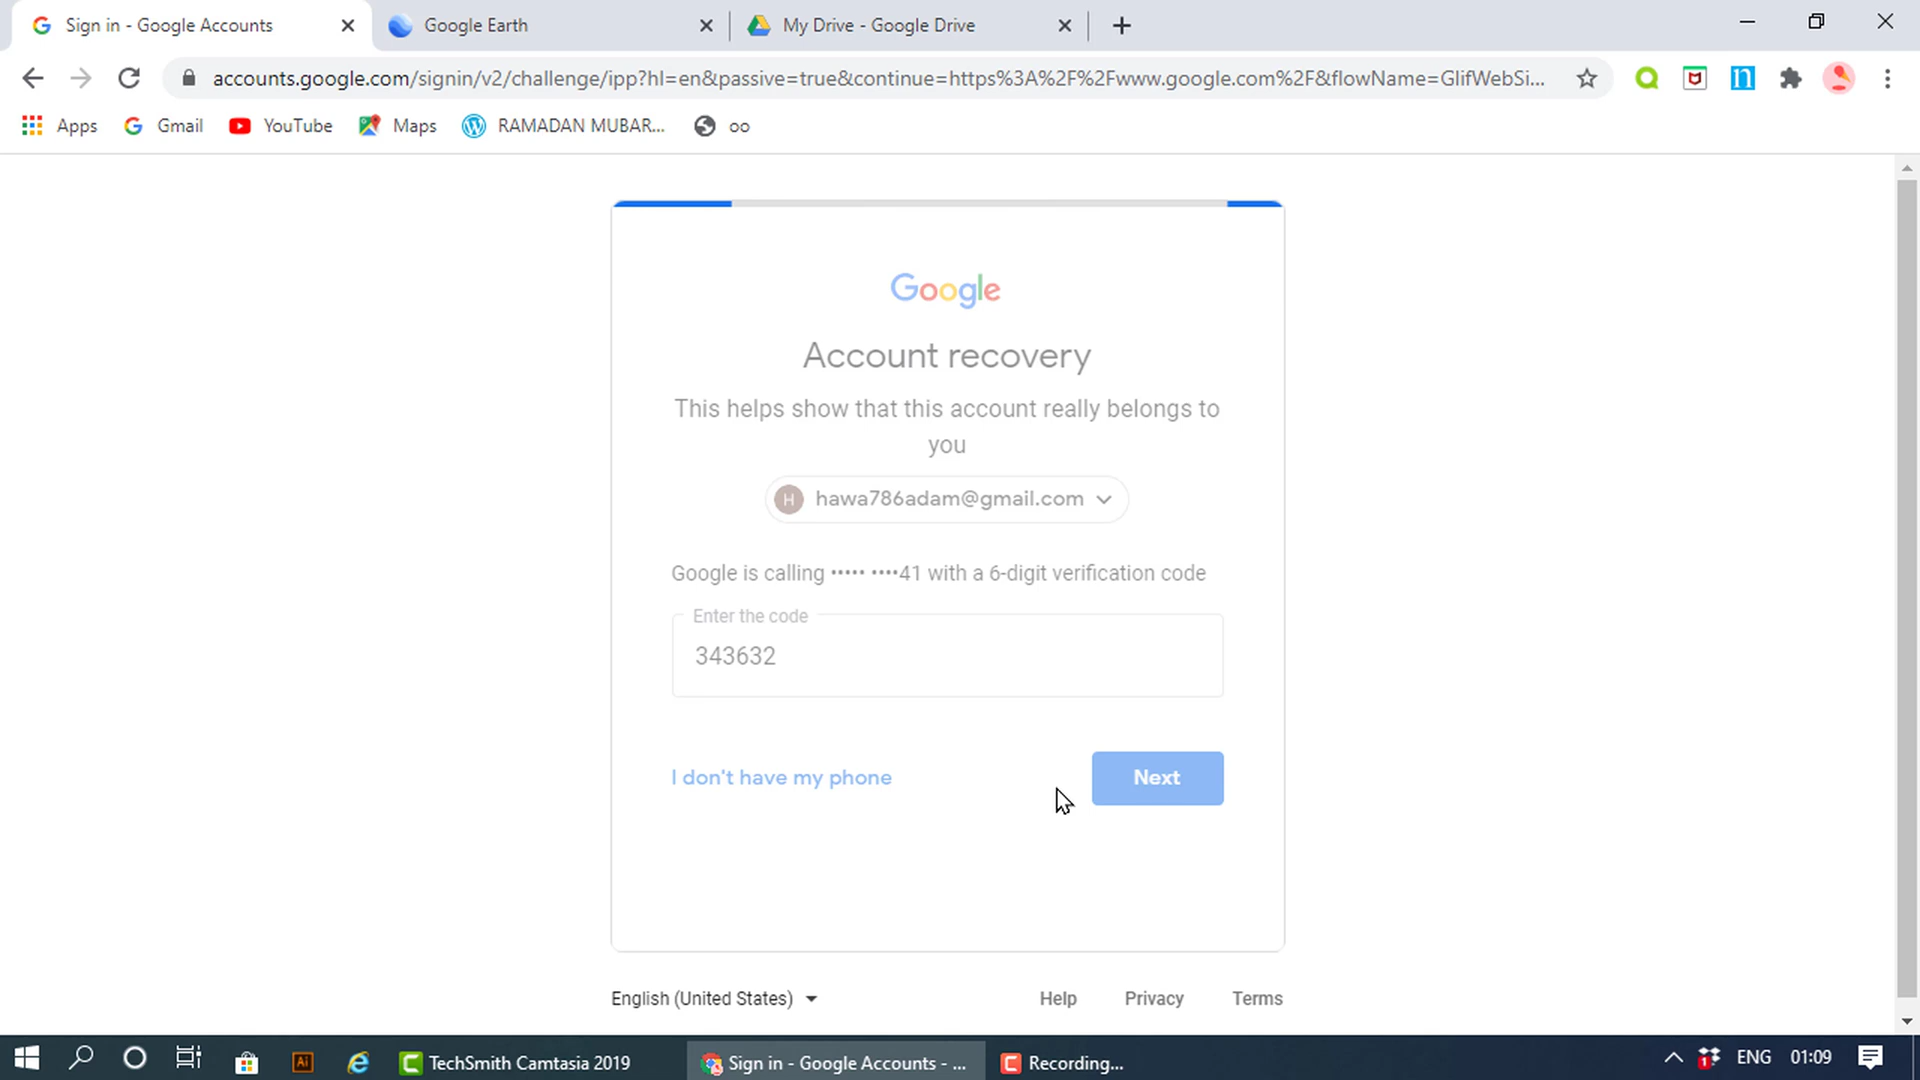 Sign in - Google Accounts
Google Earth
My Drive - Google Drive
accounts.google.com/signin/v2/challenge/ipp?hl=en&passive=true&continue=https%3A%2F%2Fwww.google.com%2F&flowName=GlifWebSi...
Apps
Gmail
YouTube
Maps
RAMADAN MUBAR...
oo
Google
Account recovery
This helps show that this account really belongs to
you
H
hawa786adam@gmail.com
Google is calling ••••• ••••41 with a 6-digit verification code
Enter the code
343632
I don't have my phone
Next
English (United States)
Help
Privacy
Terms
Ai
TechSmith Camtasia 2019
Sign in - Google Accounts - ...
Recording...
ENG
01:09